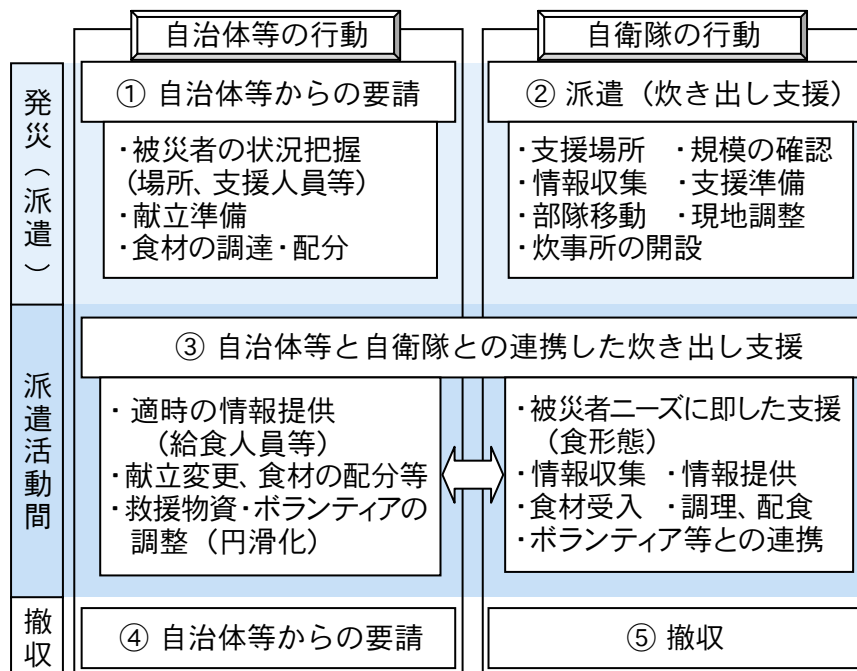 自治体等の行動
自衛隊の行動
発災（派遣）
① 自治体等からの要請
・被災者の状況把握
(場所、支援人員等)
・献立準備
・食材の調達・配分
② 派遣（炊き出し支援）
・支援場所 ・規模の確認
・情報収集 ・支援準備
・部隊移動 ・現地調整
・炊事所の開設
派遣活動間
③ 自治体等と自衛隊との連携した炊き出し支援
・ 適時の情報提供
（給食人員等）
・献立変更、食材の配分等
・救援物資・ボランティアの
調整（円滑化）
・被災者ニーズに即した支援
（食形態）
・情報収集 ・情報提供
・食材受入 ・調理、配食
・ボランティア等との連携
撤収
④ 自治体等からの要請
⑤ 撤収